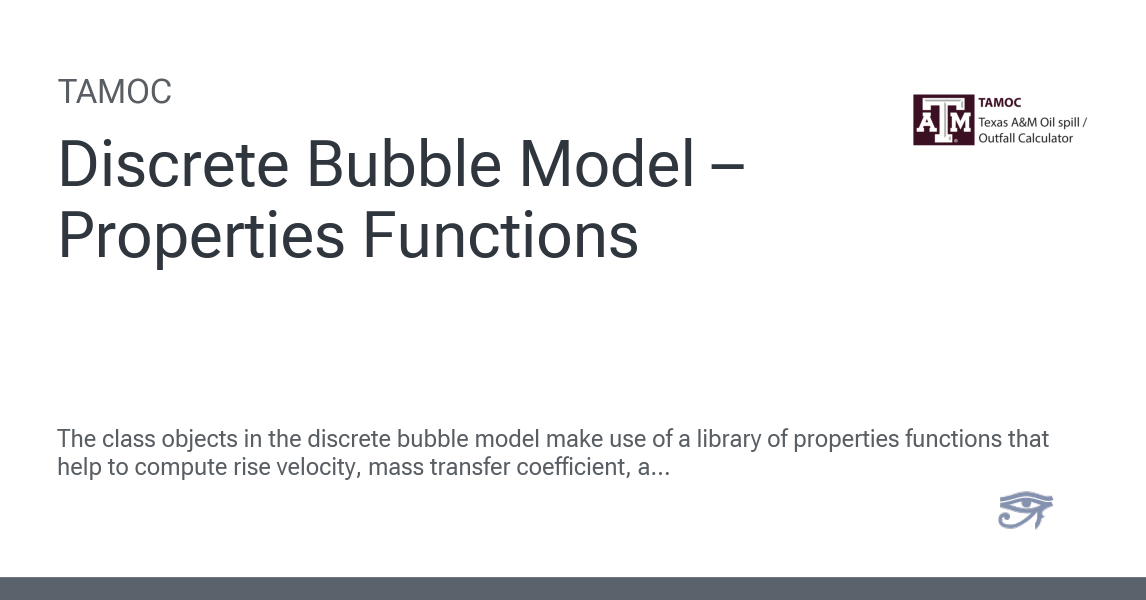 TAMOC
Discrete Bubble Model –
Properties Functions
ATM
TAMOC
Texas A&M Oil spill /
Outfall Calculator
The class objects in the discrete bubble model make use of a library of properties functions that
help to compute rise velocity, mass transfer coefficient, a...